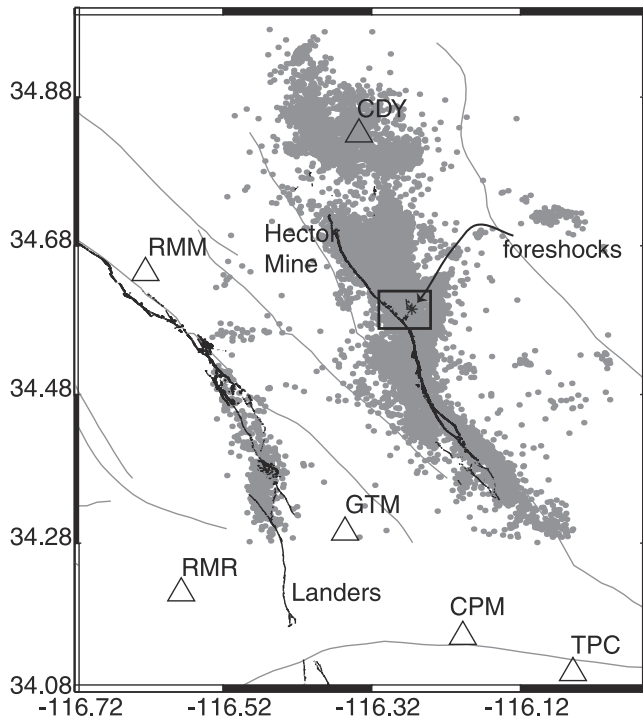 34.88
CDY
34.68
RMM
Hector
Mine
foreshocks
34.48
GTM
34.28
RMR
Landers
CPM
TPC
34.08
-116.72
-116.52
-116.32
-116.12